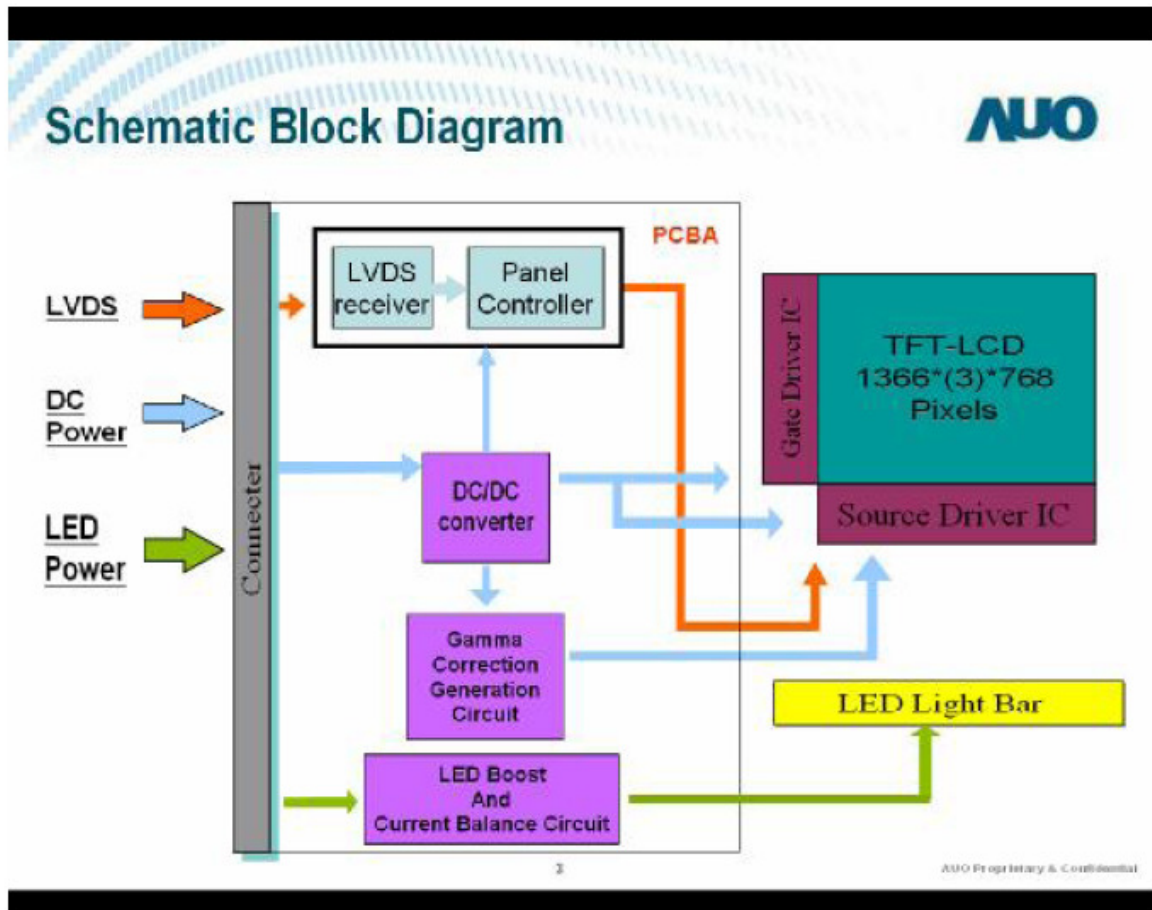 Schematic Block Diagram
AUO
PCBA
LVDS
receiver
Panel
Controller
LVDS
DC
Power
LED
Power
Connecter
DC/DC
converter
Gamma
Correction
Generation
Circuit
LED Boost
And
Current Balance Circuit
Gate Driver IC
TFT-LCD
1366*(3)*768
Pixels
Source Driver IC
LED Light Bar
3
AUO Proprietary & Confidential